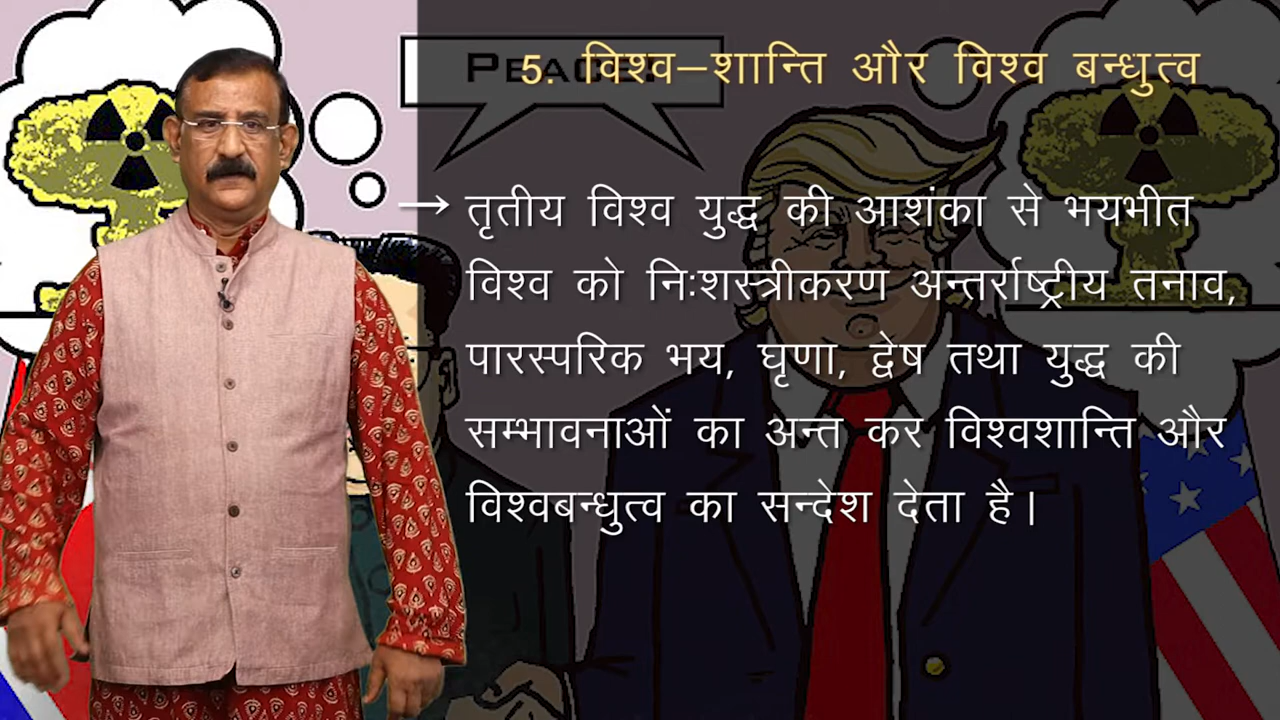 PEACE!
5. विश्व–शान्ति और विश्व बन्धुत्व
→ तृतीय विश्व युद्ध की आशंका से भयभीत
विश्व को निःशस्त्रीकरण अन्तर्राष्ट्रीय तनाव,
पारस्परिक भय, घृणा, द्वेष तथा युद्ध की
सम्भावनाओं का अन्त कर विश्वशान्ति और
विश्वबन्धुत्व का सन्देश देता है।